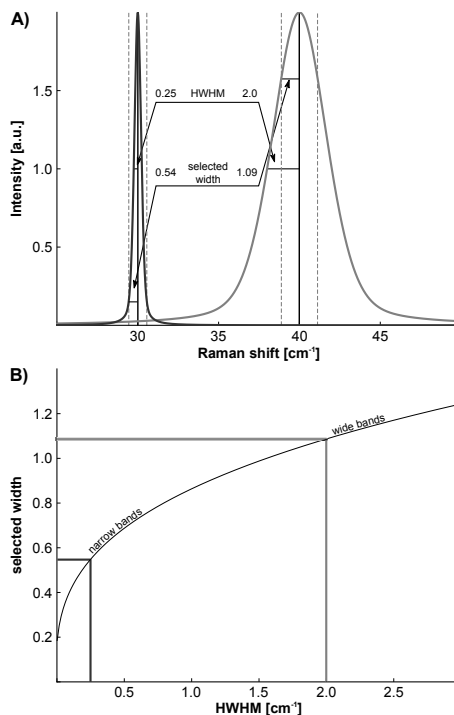 A)
Intensity [a.u.]
1.5
1.0
0.5
0.25 HWHM 2.0
0.54 selected width 1.09
30 35 40 45
Raman shift [cm⁻¹]
B)
selected width
1.2
1.0
0.8
0.6
0.4
0.2
wide bands
narrow bands
0.5 1.0 1.5 2.0 2.5
HWHM [cm⁻¹]